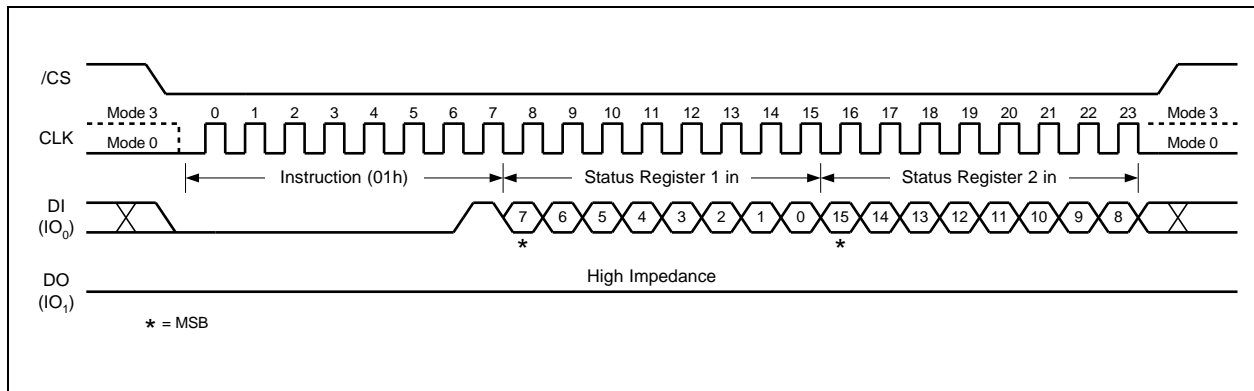 /CS
Mode 3 0 1 2 3 4 5 6 7 8 9 10 11 12 13 14 15 16 17 18 19 20 21 22 23 Mode 3
CLK Mode 0 Mode 0
Instruction (01h) Status Register 1 in Status Register 2 in
DI 7 6 5 4 3 2 1 0 15 14 13 12 11 10 9 8
(IO0)
* *
High Impedance
DO
(IO1)
* = MSB